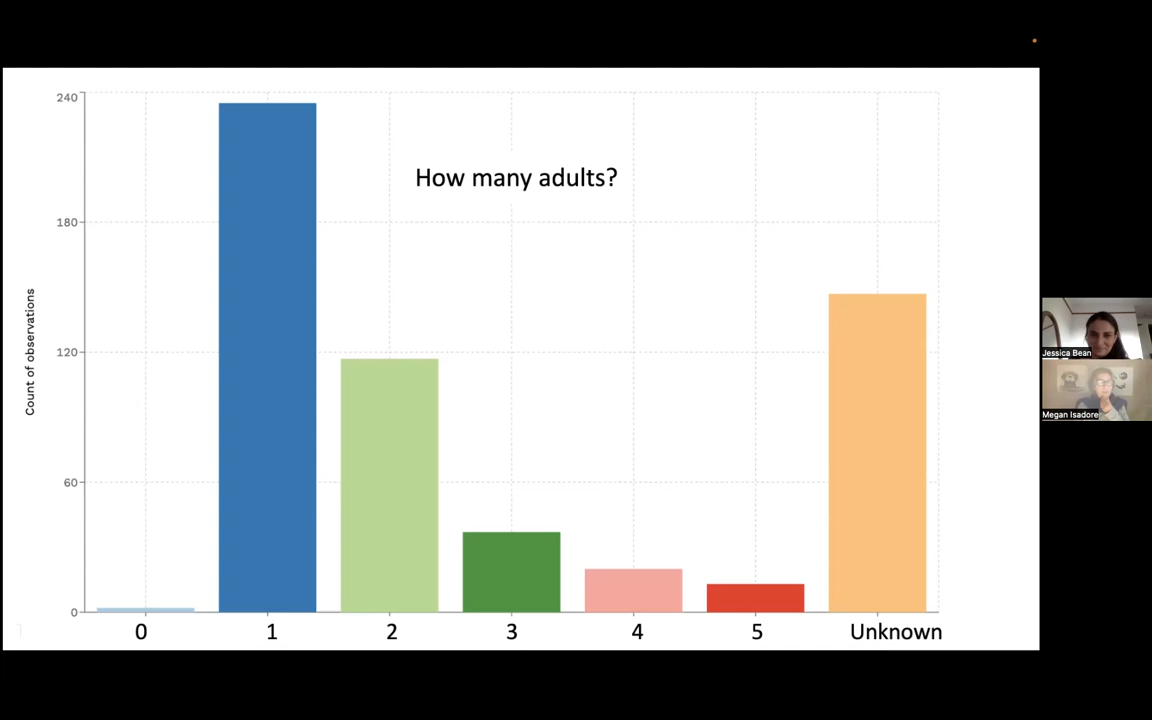 How many adults?
Count of observations
240
180
120
60
0
0 1 2 3 4 5 Unknown
Jessica Bean
Megan Isadore